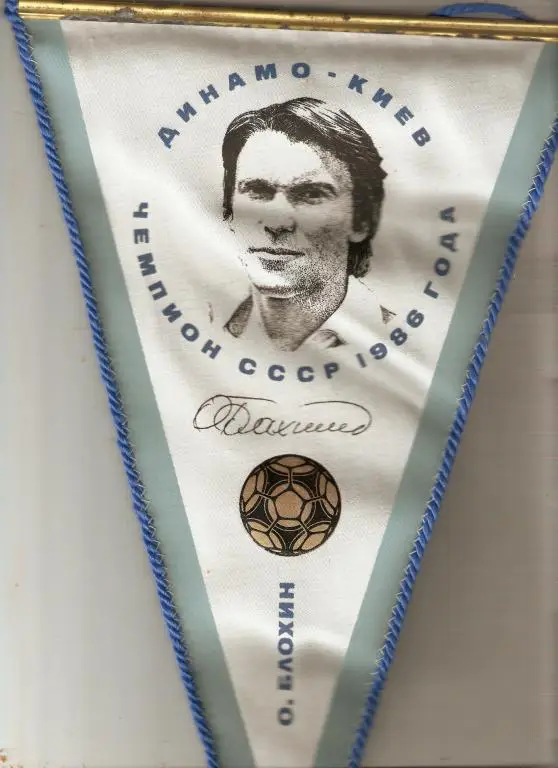 ДИНАМО - КИЕВ
ЧЕМПИОН СССР 1986 ГОДА
О. БЛОХИН